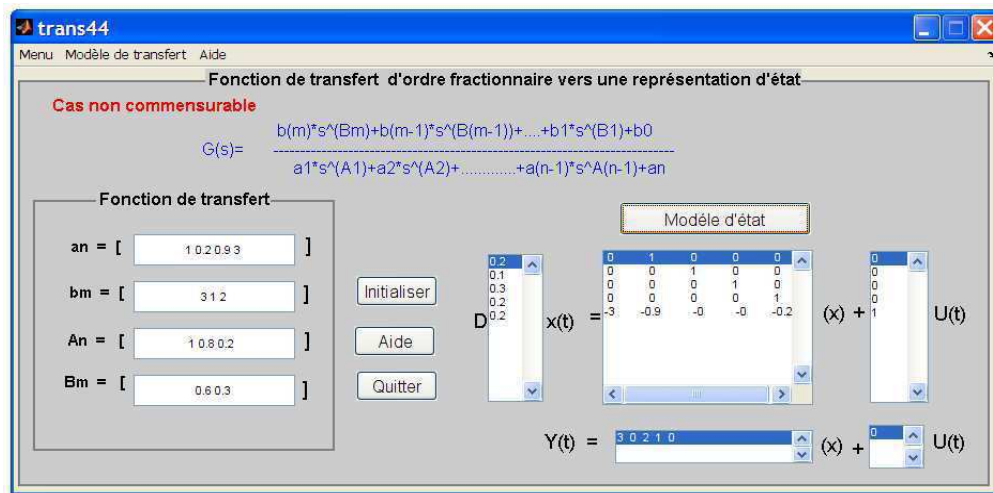 trans44
Menu Modèle de transfert Aide
Fonction de transfert d'ordre fractionnaire vers une représentation d'état
Cas non commensurable
b(m)*s^(Bm)+b(m-1)*s^(B(m-1))+....+b1*s^(B1)+b0
G(s)=
a1*s^(A1)+a2*s^(A2)+.............+a(n-1)*s^A(n-1)+an
Fonction de transfert
an = [ 1 0.2 0.9 3 ]
bm = [ 3 1 2 ]
An = [ 1 0.8 0.2 ]
Bm = [ 0.6 0.3 ]
Initialiser
Aide
Quitter
Modéle d'état
D
0.2
0.1
0.3
0.2
0.2
x(t) =
0 1 0 0 0
0 0 1 0 0
0 0 0 1 0
0 0 0 0 1
-3 -0.9 -0 -0 -0.2
(x) +
0
0
0
0
1
U(t)
Y(t) = 3 0 2 1 0 (x) + 0 U(t)